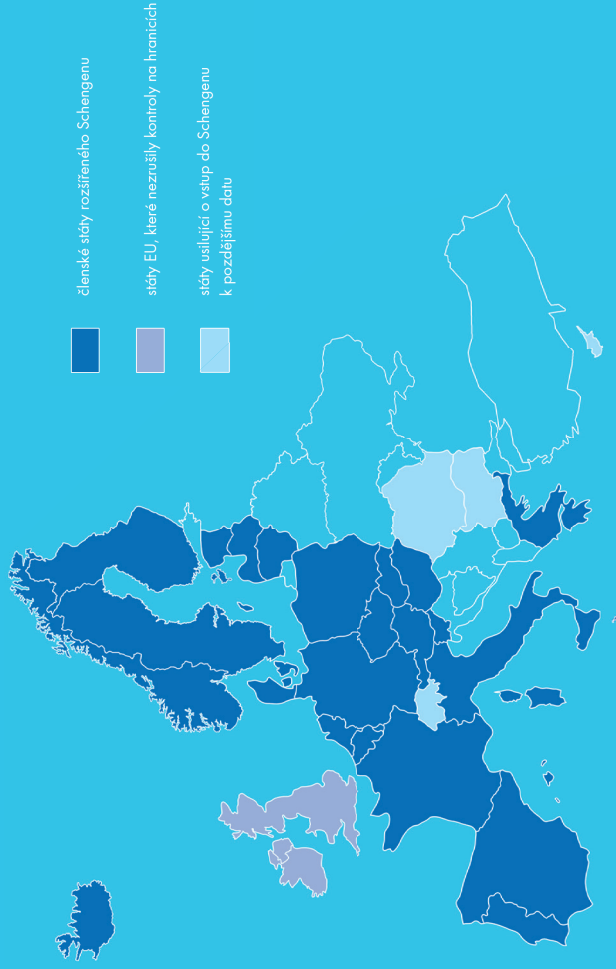 členské státy rozšířeného Schengenu
státy EU, které nezrušily kontroly na hranicích
státy usilující o vstup do Schengenu
k pozdějšímu datu